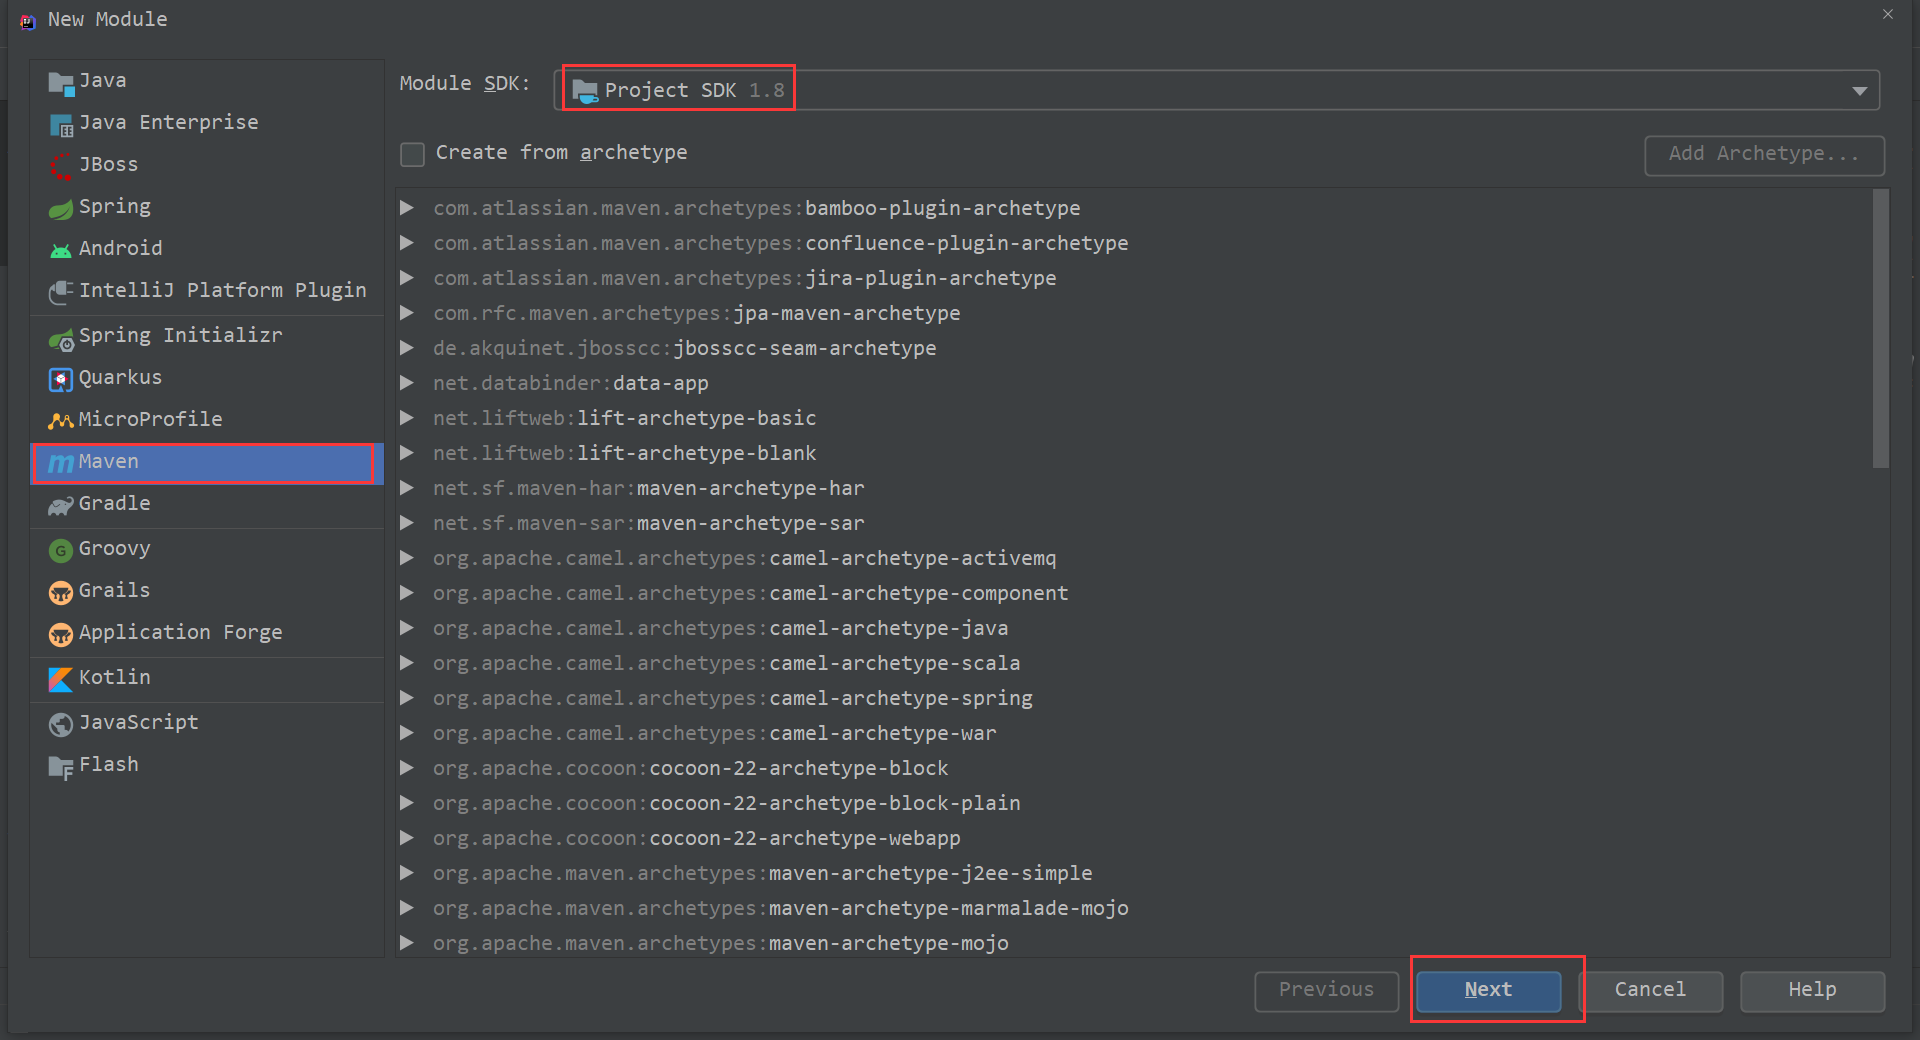 New Module
Java
Java Enterprise
JBoss
Spring
Android
IntelliJ Platform Plugin
Spring Initializr
Quarkus
MicroProfile
Maven
Gradle
Groovy
Grails
Application Forge
Kotlin
JavaScript
Flash
Module SDK: Project SDK 1.8
Create from archetype
Add Archetype...
com.atlassian.maven.archetypes:bamboo-plugin-archetype
com.atlassian.maven.archetypes:confluence-plugin-archetype
com.atlassian.maven.archetypes:jira-plugin-archetype
com.rfc.maven.archetypes:jpa-maven-archetype
de.akquinet.jbosscc:jbosscc-seam-archetype
net.databinder:data-app
net.liftweb:lift-archetype-basic
net.liftweb:lift-archetype-blank
net.sf.maven-har:maven-archetype-har
net.sf.maven-sar:maven-archetype-sar
org.apache.camel.archetypes:camel-archetype-activemq
org.apache.camel.archetypes:camel-archetype-component
org.apache.camel.archetypes:camel-archetype-java
org.apache.camel.archetypes:camel-archetype-scala
org.apache.camel.archetypes:camel-archetype-spring
org.apache.camel.archetypes:camel-archetype-war
org.apache.cocoon:cocoon-22-archetype-block
org.apache.cocoon:cocoon-22-archetype-block-plain
org.apache.cocoon:cocoon-22-archetype-webapp
org.apache.maven.archetypes:maven-archetype-j2ee-simple
org.apache.maven.archetypes:maven-archetype-marmalade-mojo
org.apache.maven.archetypes:maven-archetype-mojo
Previous
Next
Cancel
Help